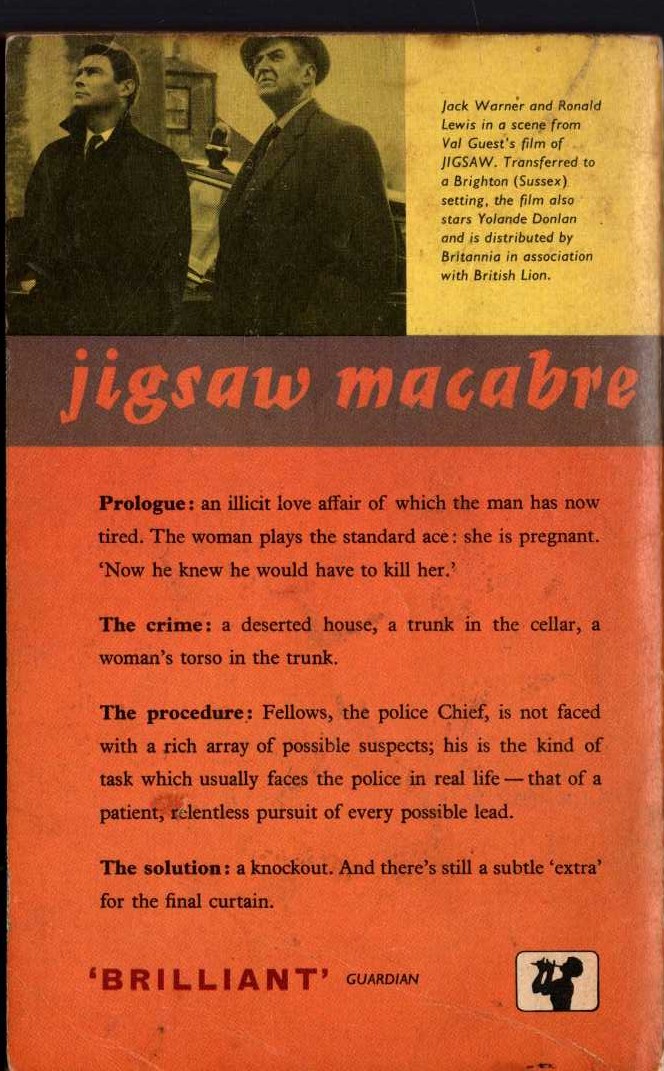 Jack Warner and Ronald
Lewis in a scene from
Val Guest's film of
JIGSAW. Transferred to
a Brighton (Sussex)
setting, the film also
stars Yolande Donlan
and is distributed by
Britannia in association
with British Lion.
jigsaw macabre
Prologue: an illicit love affair of which the man has now
tired. The woman plays the standard ace: she is pregnant.
'Now he knew he would have to kill her.'
The crime: a deserted house, a trunk in the cellar, a
woman's torso in the trunk.
The procedure: Fellows, the police Chief, is not faced
with a rich array of possible suspects; his is the kind of
task which usually faces the police in real life — that of a
patient, relentless pursuit of every possible lead.
The solution: a knockout. And there's still a subtle 'extra'
for the final curtain.
'BRILLIANT' GUARDIAN